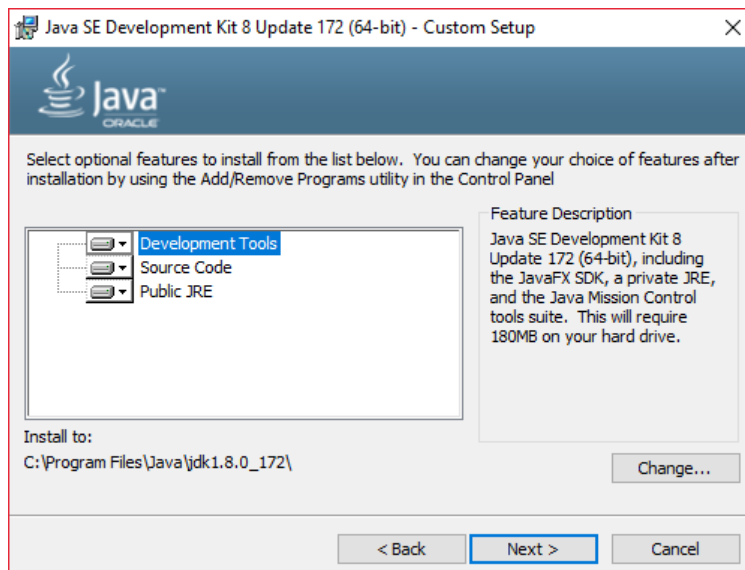 Java SE Development Kit 8 Update 172 (64-bit) - Custom Setup
Java™
ORACLE
Select optional features to install from the list below. You can change your choice of features after
installation by using the Add/Remove Programs utility in the Control Panel
Development Tools
Source Code
Public JRE
Feature Description
Java SE Development Kit 8
Update 172 (64-bit), including
the JavaFX SDK, a private JRE,
and the Java Mission Control
tools suite. This will require
180MB on your hard drive.
Install to:
C:\Program Files\Java\jdk1.8.0_172\
Change...
< Back
Next >
Cancel